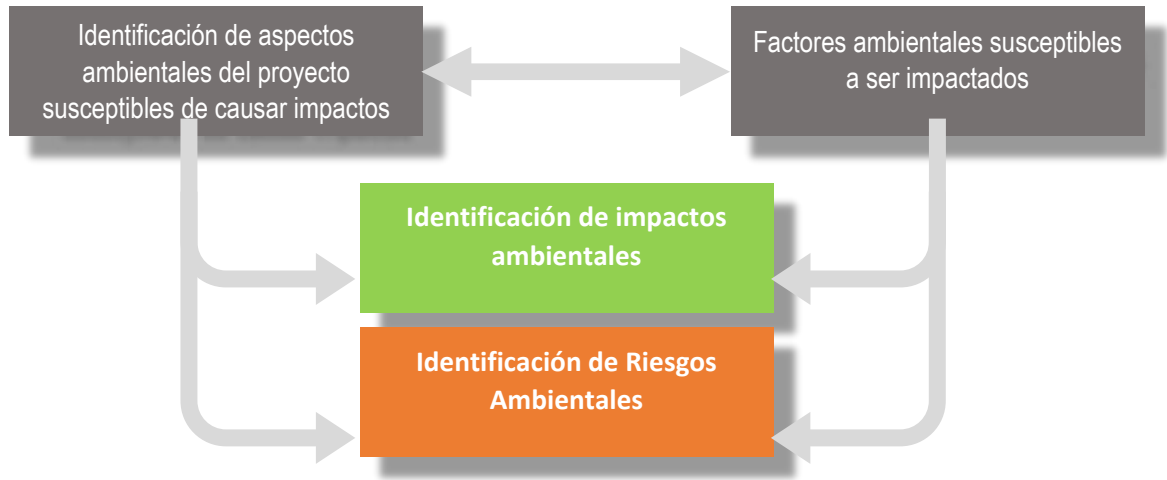 Identificación de aspectos
ambientales del proyecto
susceptibles de causar impactos
Factores ambientales susceptibles
a ser impactados
Identificación de impactos
ambientales
Identificación de Riesgos
Ambientales